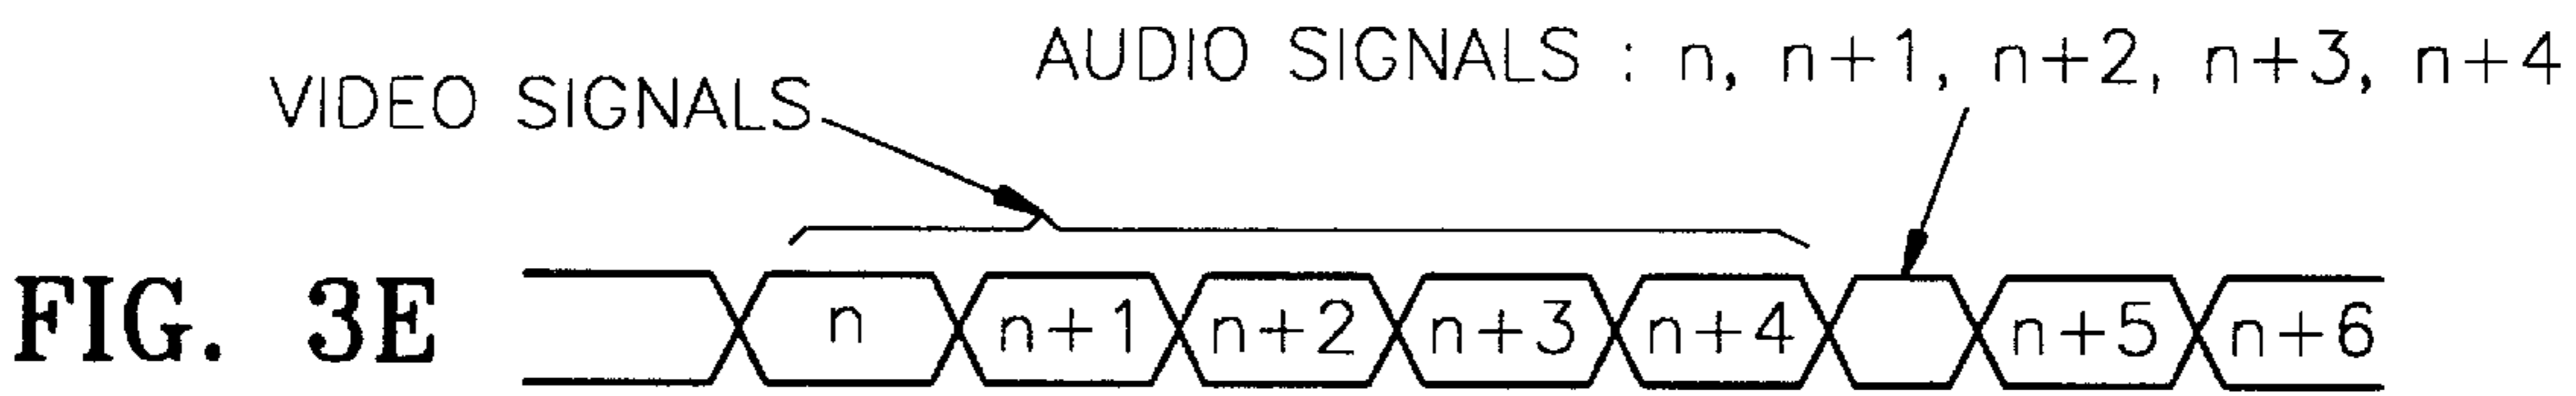 AUDIO SIGNALS : n, n+1, n+2, n+3, n+4
VIDEO SIGNALS
FIG. 3E n n+1 n+2 n+3 n+4 n+5 n+6